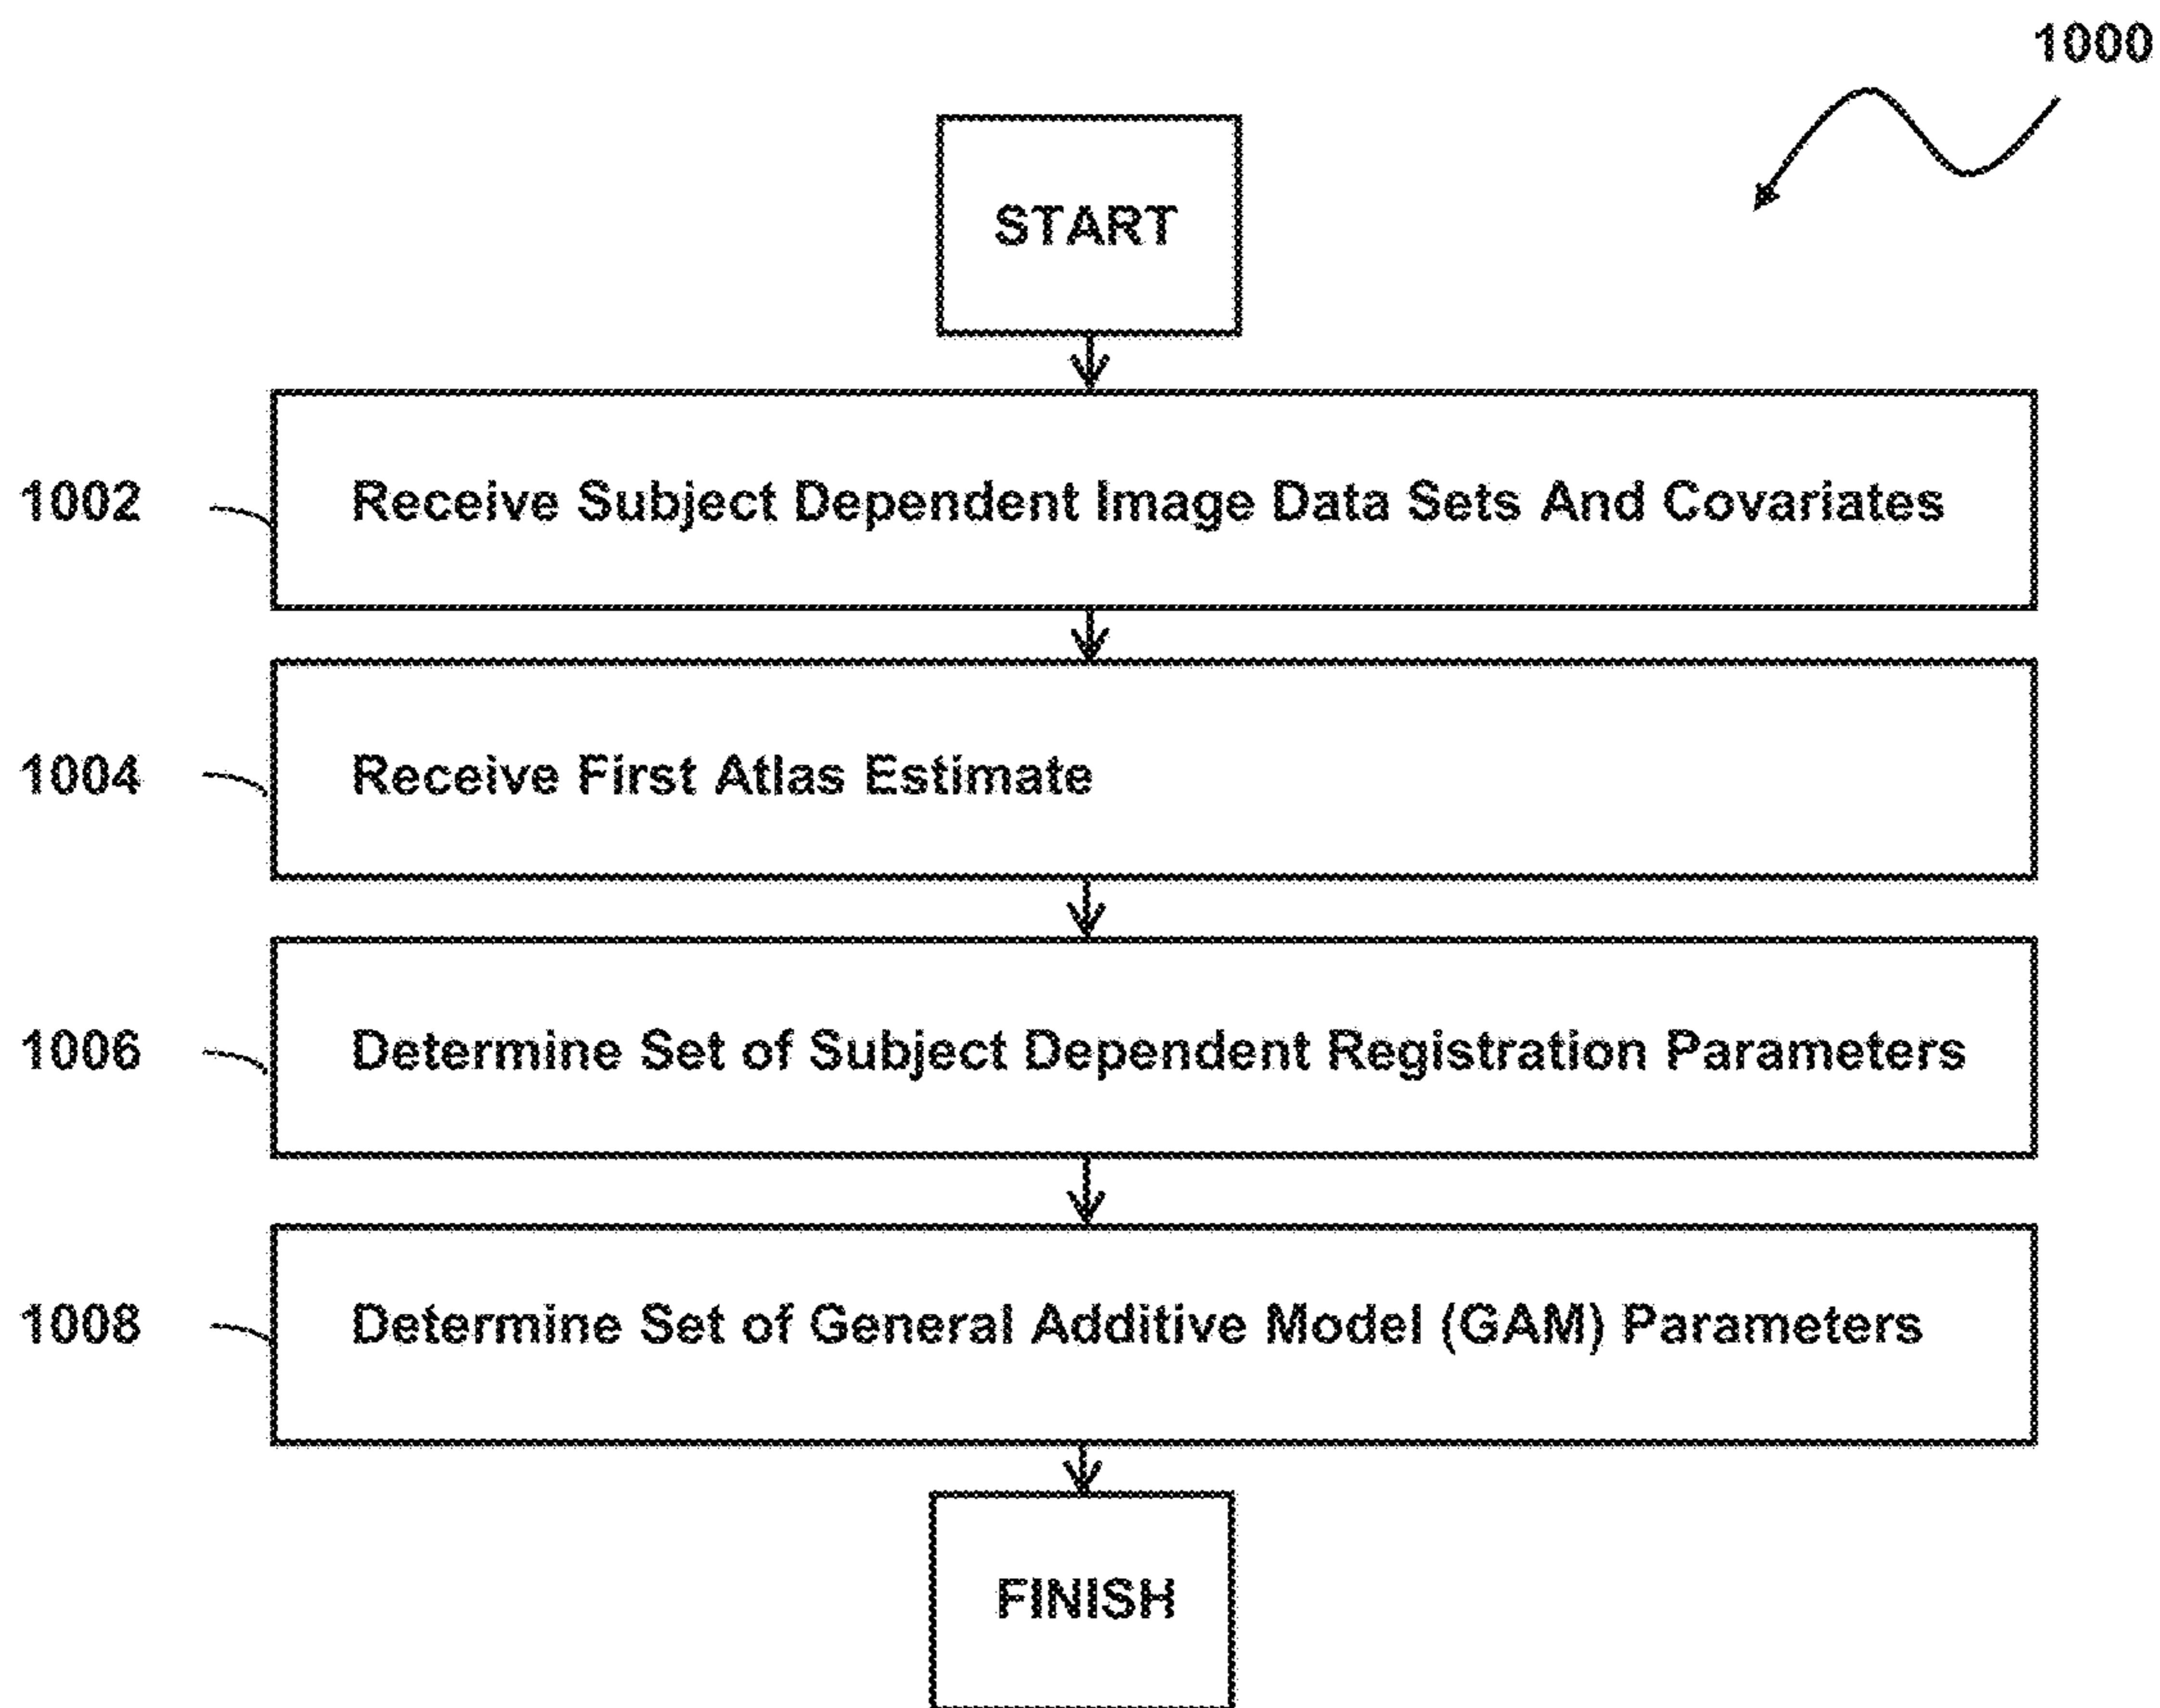 1000
START
1002 Receive Subject Dependent Image Data Sets And Covariates
1004 Receive First Atlas Estimate
1006 Determine Set of Subject Dependent Registration Parameters
1008 Determine Set of General Additive Model (GAM) Parameters
FINISH